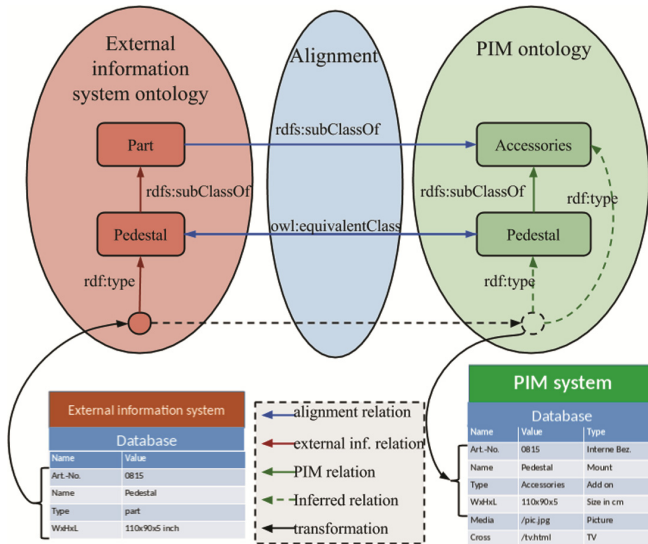 External
information
system ontology
Alignment
PIM ontology
rdfs:subClassOf
Part
Accessories
rdfs:subClassOf
rdfs:subClassOf
rdf:type
Pedestal
owl:equivalentClass
Pedestal
rdf:type
rdf:type
External information system
Database
Name Value
Art.-No. 0815
Name Pedestal
Type part
WxHxL 110x90x5 inch
alignment relation
external inf. relation
PIM relation
Inferred relation
transformation
PIM system
Database
Name Value Type
Art.-No. 0815 Interne Bez.
Name Pedestal Mount
Type Accessories Add on
WxHxL 110x90x5 Size in cm
Media /pic.jpg Picture
Cross /tv.html TV